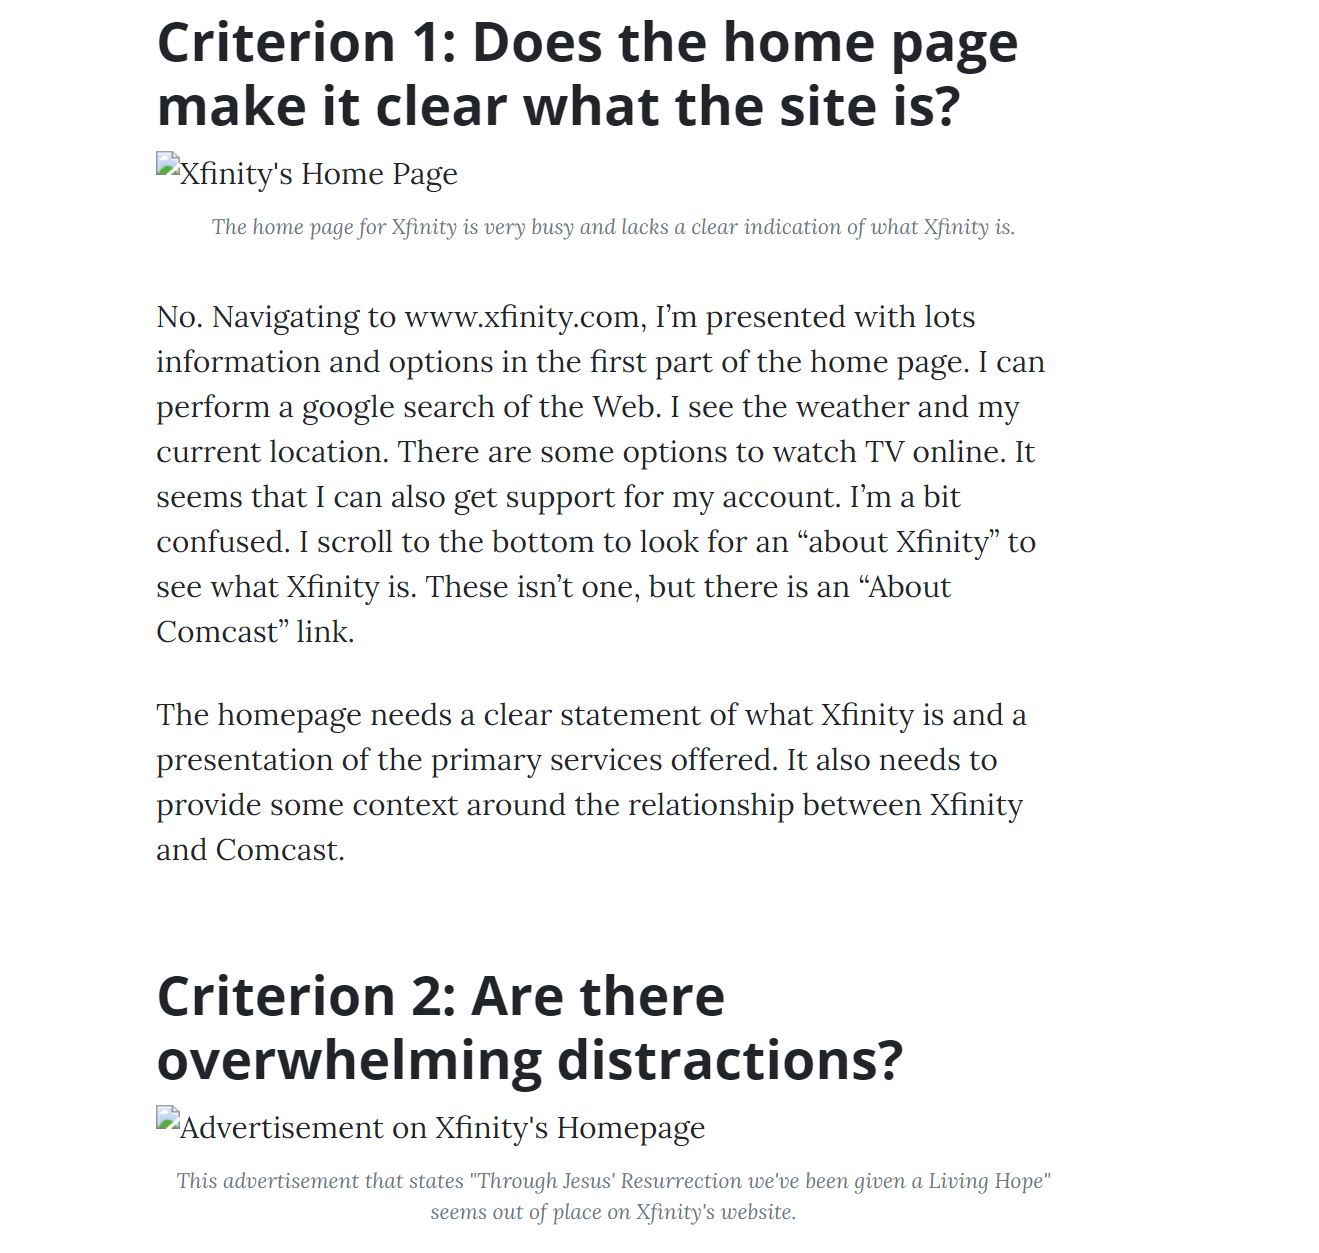 Criterion 1: Does the home page
make it clear what the site is?
Xfinity's Home Page
The home page for Xfinity is very busy and lacks a clear indication of what Xfinity is.
No. Navigating to www.xfinity.com, I’m presented with lots
information and options in the first part of the home page. I can
perform a google search of the Web. I see the weather and my
current location. There are some options to watch TV online. It
seems that I can also get support for my account. I’m a bit
confused. I scroll to the bottom to look for an “about Xfinity” to
see what Xfinity is. These isn’t one, but there is an “About
Comcast” link.
The homepage needs a clear statement of what Xfinity is and a
presentation of the primary services offered. It also needs to
provide some context around the relationship between Xfinity
and Comcast.
Criterion 2: Are there
overwhelming distractions?
Advertisement on Xfinity's Homepage
This advertisement that states "Through Jesus' Resurrection we've been given a Living Hope"
seems out of place on Xfinity's website.